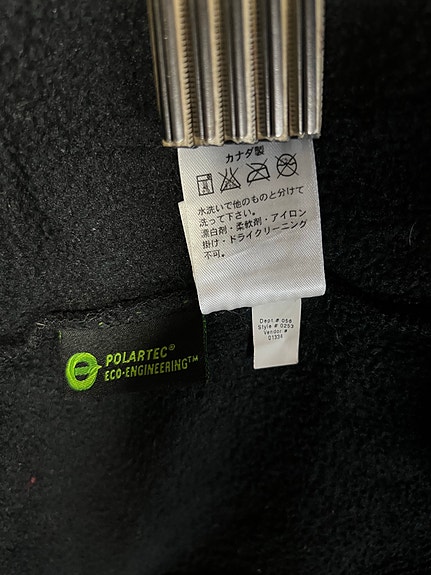 カナダ製
水洗いで他のものと分けて
洗って下さい。
漂白剤・柔軟剤・アイロン
掛け・ドライクリーニング
不可。
Dept.# 056
Style # 0253
Vendor #
01334
POLARTEC®
ECO-ENGINEERING™